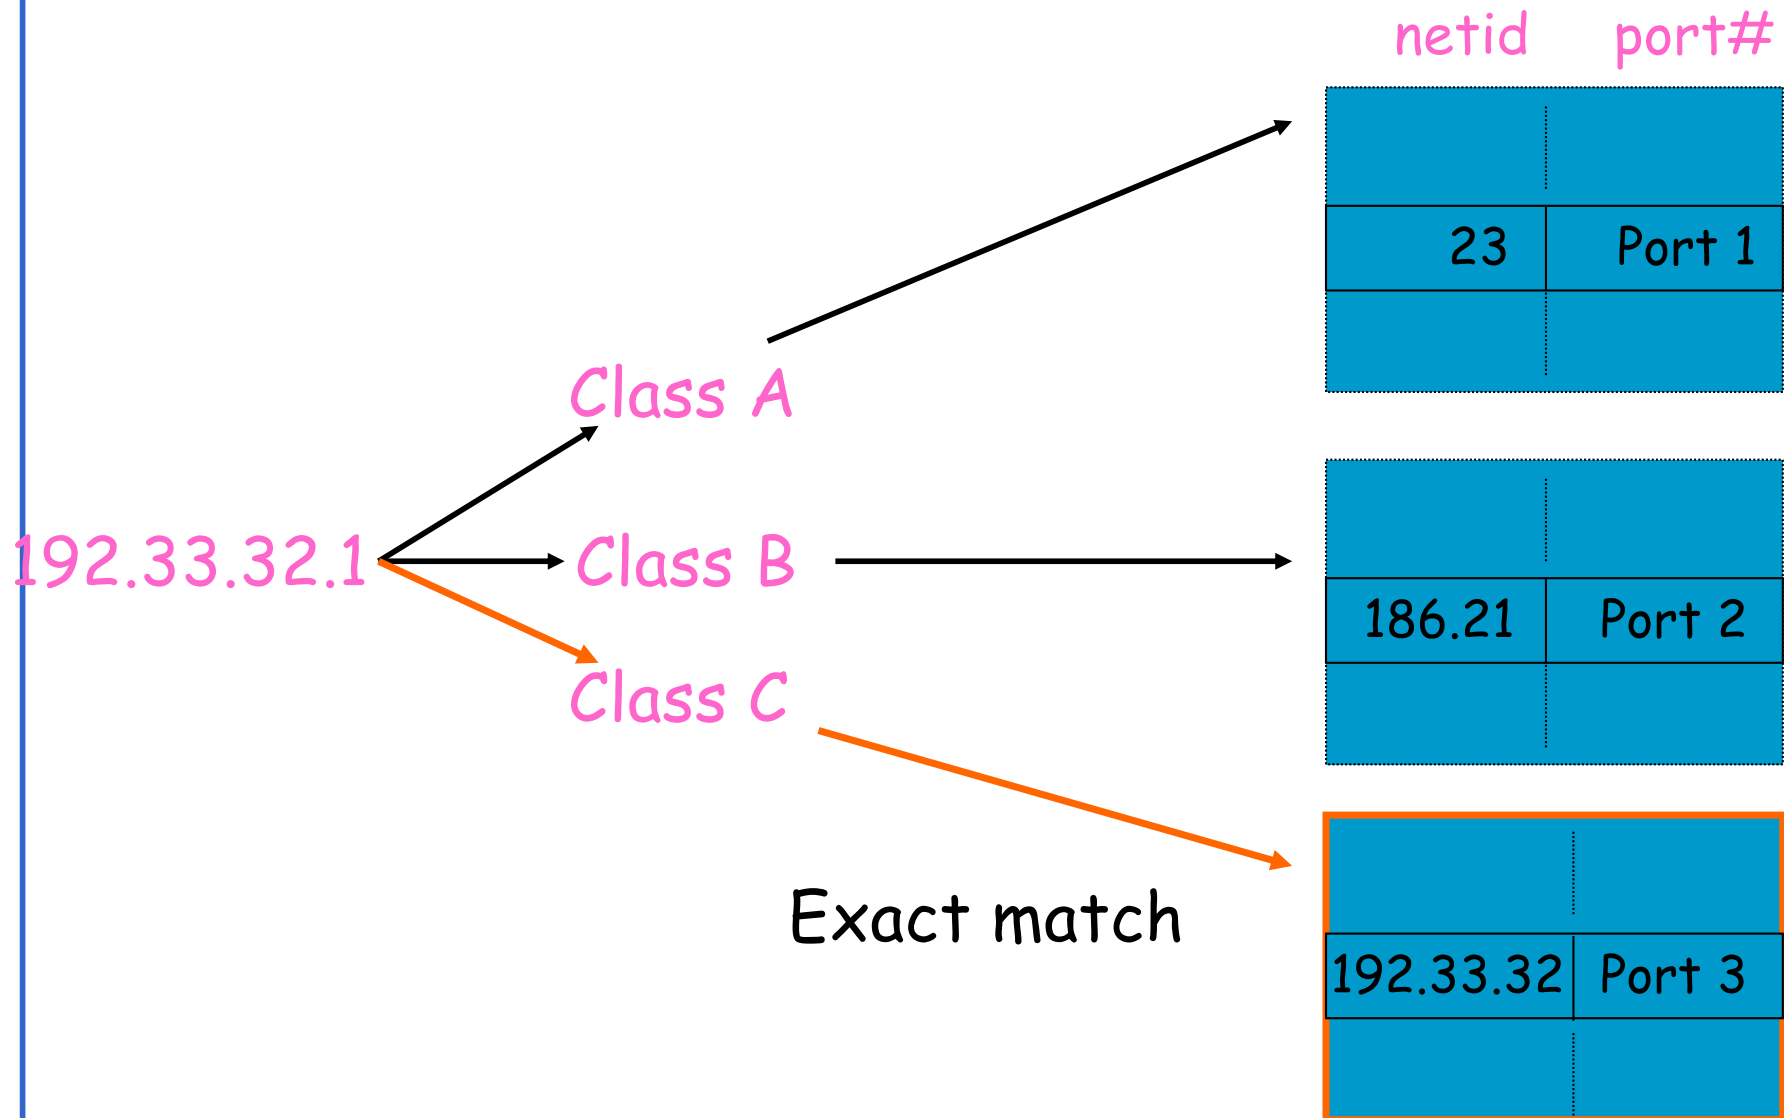 netid port#
23 Port 1
Class A
192.33.32.1 Class B
186.21 Port 2
Class C
Exact match
192.33.32 Port 3